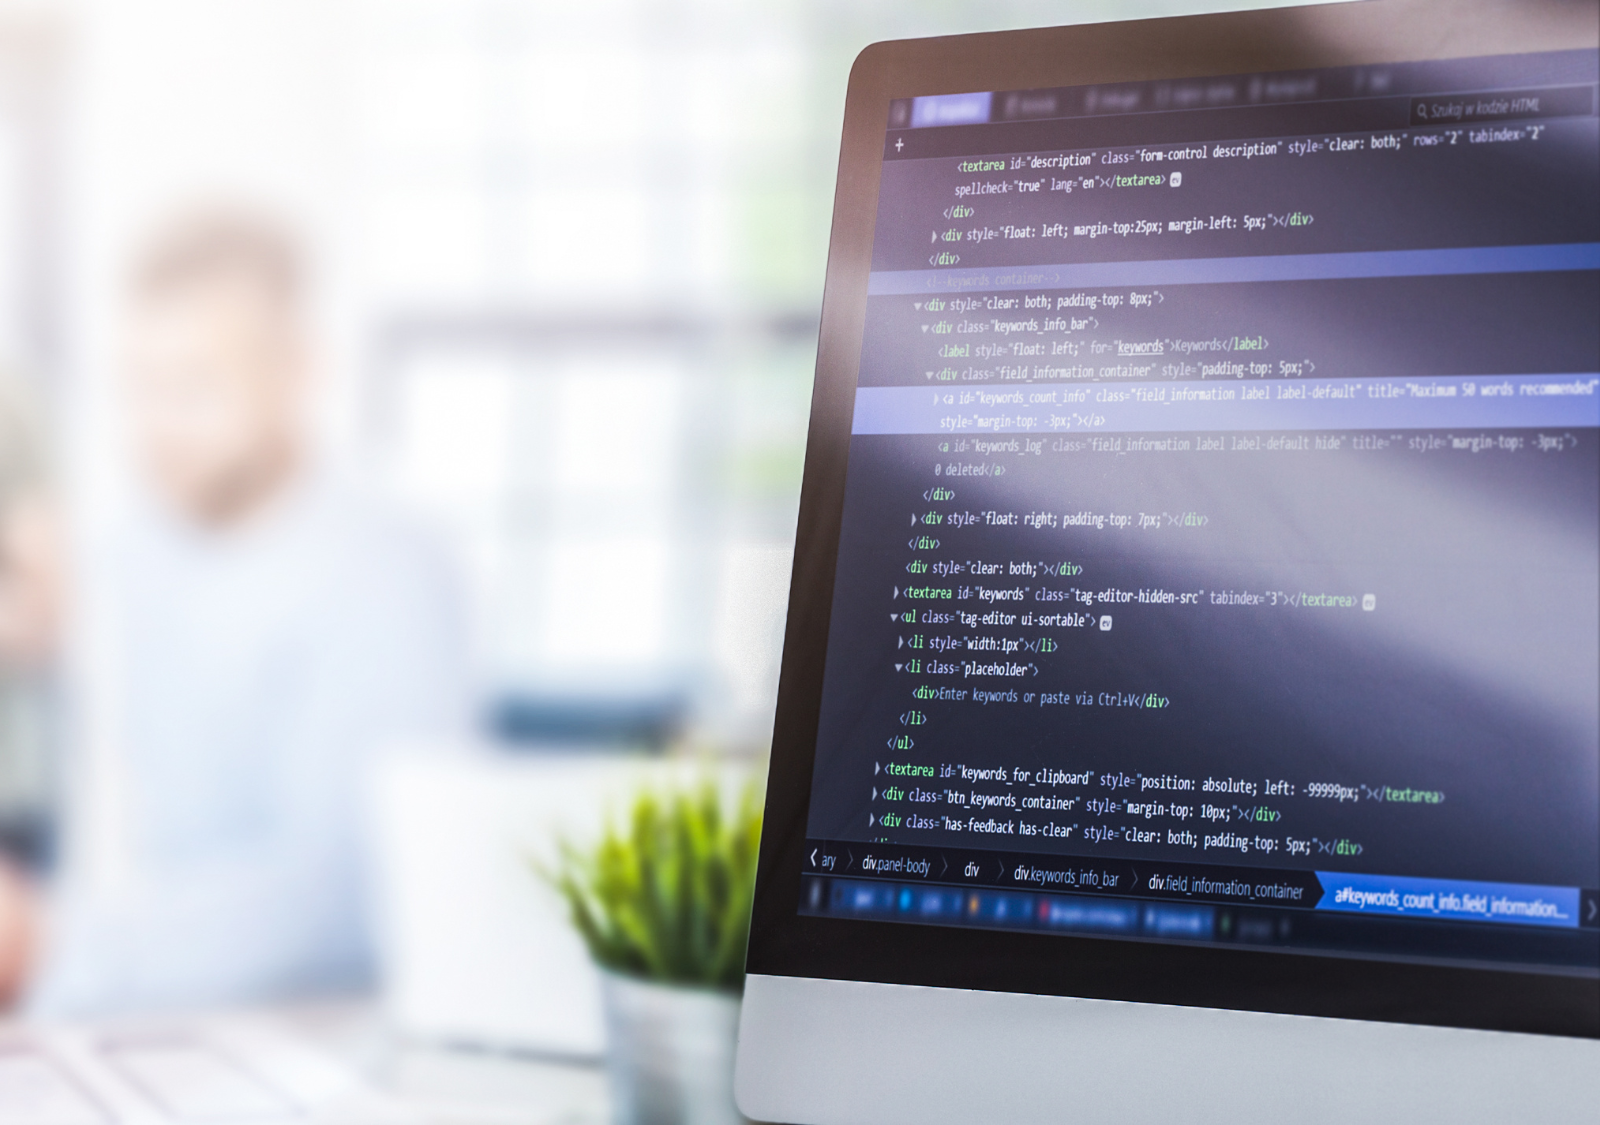 Szukaj w kodzie HTML
+
<textarea id="description" class="form-control description" style="clear: both;" rows="2" tabindex="2"
spellcheck="true" lang="en"></textarea> ev
</div>
<div style="float: left; margin-top:25px; margin-left: 5px;"></div>
</div>
<!--keywords container-->
<div style="clear: both; padding-top: 8px;">
<div class="keywords_info_bar">
<label style="float: left;" for="keywords">Keywords</label>
<div class="field_information_container" style="padding-top: 5px;">
<a id="keywords_count_info" class="field_information label label-default" title="Maximum 50 words recommended"
style="margin-top: -3px;"></a>
<a id="keywords_log" class="field_information label label-default hide" title="" style="margin-top: -3px;">
0 deleted</a>
</div>
<div style="float: right; padding-top: 7px;"></div>
</div>
<div style="clear: both;"></div>
<textarea id="keywords" class="tag-editor-hidden-src" tabindex="3"></textarea> ev
<ul class="tag-editor ui-sortable"> ev
<li style="width:1px"></li>
<li class="placeholder">
<div>Enter keywords or paste via Ctrl+V</div>
</li>
</ul>
<textarea id="keywords_for_clipboard" style="position: absolute; left: -99999px;"></textarea>
<div class="btn_keywords_container" style="margin-top: 10px;"></div>
<div class="has-feedback has-clear" style="clear: both; padding-top: 5px;"></div>
ary div.panel-body div div.keywords_info_bar div.field_information_container a#keywords_count_info.field_information...